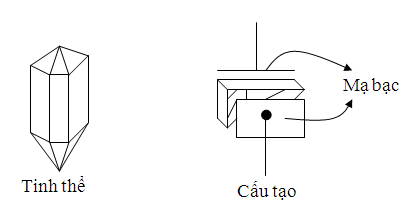 Mạ bạc
Tinh thể
Cấu tạo